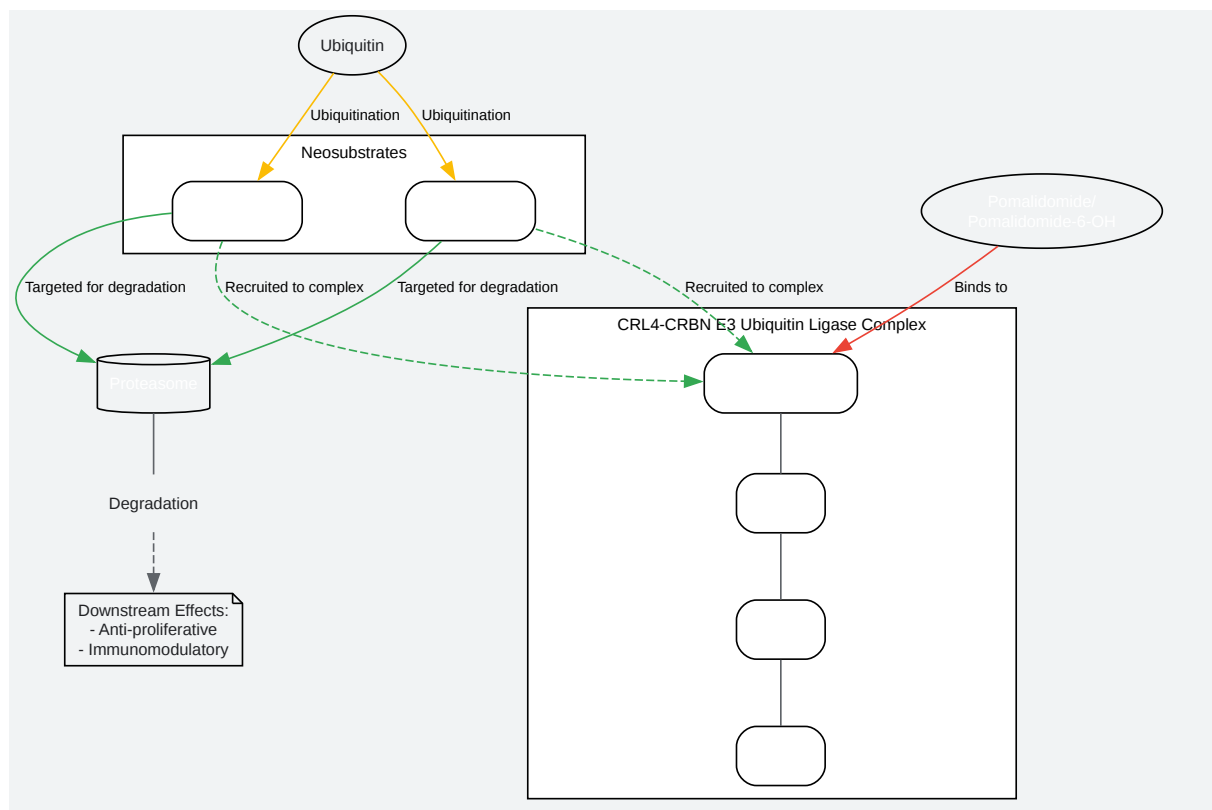 Ubiquitin
Ubiquitination
Ubiquitination
Neosubstrates
Pomalidomide/
Pomalidomide-6-OH
Targeted for degradation
Recruited to complex
Targeted for degradation
Recruited to complex
Binds to
CRL4-CRBN E3 Ubiquitin Ligase Complex
Proteasome
Degradation
Downstream Effects:
- Anti-proliferative
- Immunomodulatory